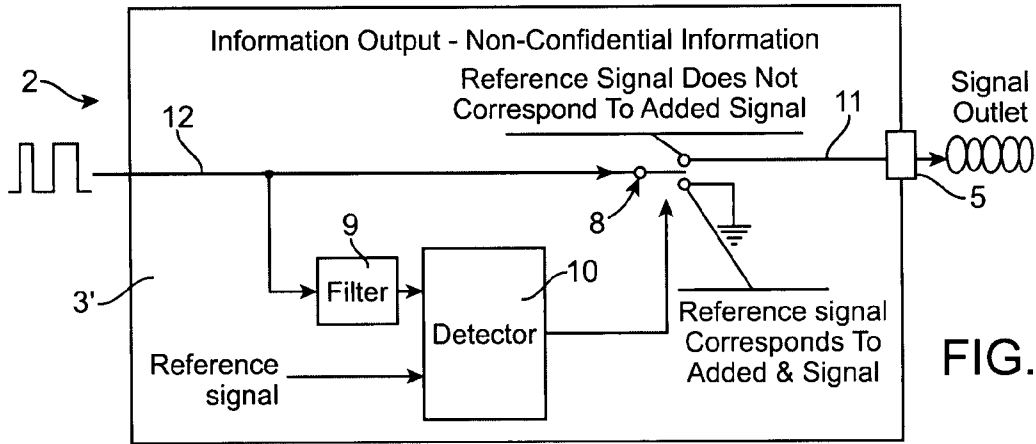 Information Output - Non-Confidential Information
2
Reference Signal Does Not
Correspond To Added Signal
Signal
Outlet
12
11
8
5
9
Filter
10
Detector
3'
Reference
signal
Reference signal
Corresponds To
Added & Signal
FIG.